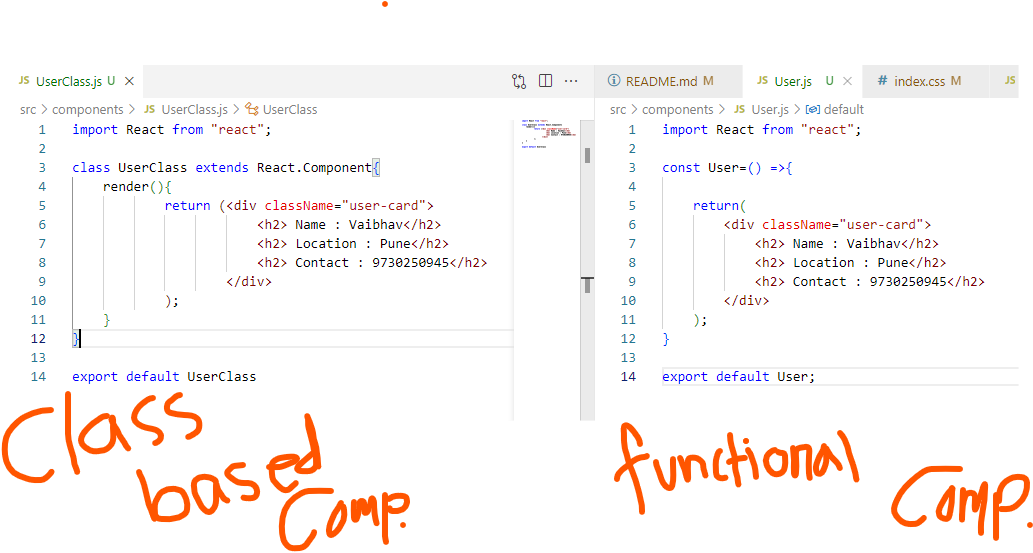 JS UserClass.js U ×
src > components > JS UserClass.js > UserClass
1 import React from "react";
2
3 class UserClass extends React.Component{
4 render(){
5 return (<div className="user-card">
6 <h2> Name : Vaibhav</h2>
7 <h2> Location : Pune</h2>
8 <h2> Contact : 9730250945</h2>
9 </div>
10 );
11 }
12 }
13
14 export default UserClass
Class
based
Comp.
README.md M JS User.js U × # index.css M JS
src > components > JS User.js > default
1 import React from "react";
2
3 const User=() =>{
4
5 return(
6 <div className="user-card">
7 <h2> Name : Vaibhav</h2>
8 <h2> Location : Pune</h2>
9 <h2> Contact : 9730250945</h2>
10 </div>
11 );
12 }
13
14 export default User;
functional
Comp.